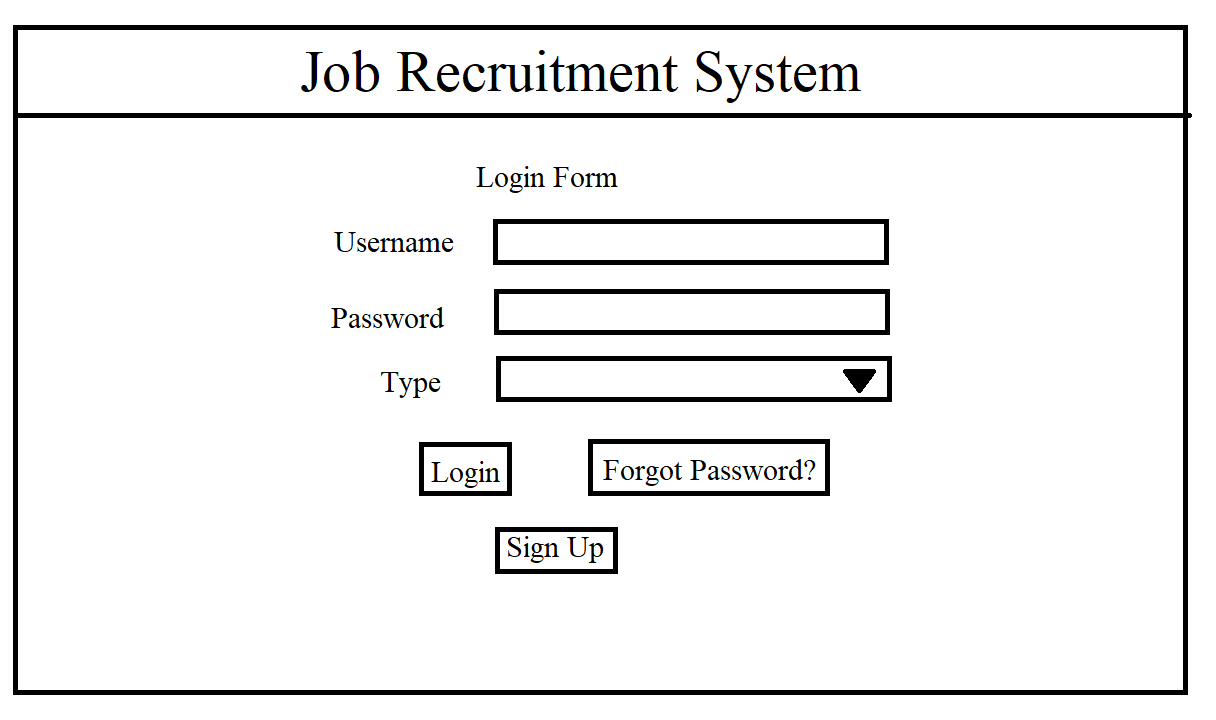 Job Recruitment System
Login Form
Username
Password
Type
Login
Forgot Password?
Sign Up